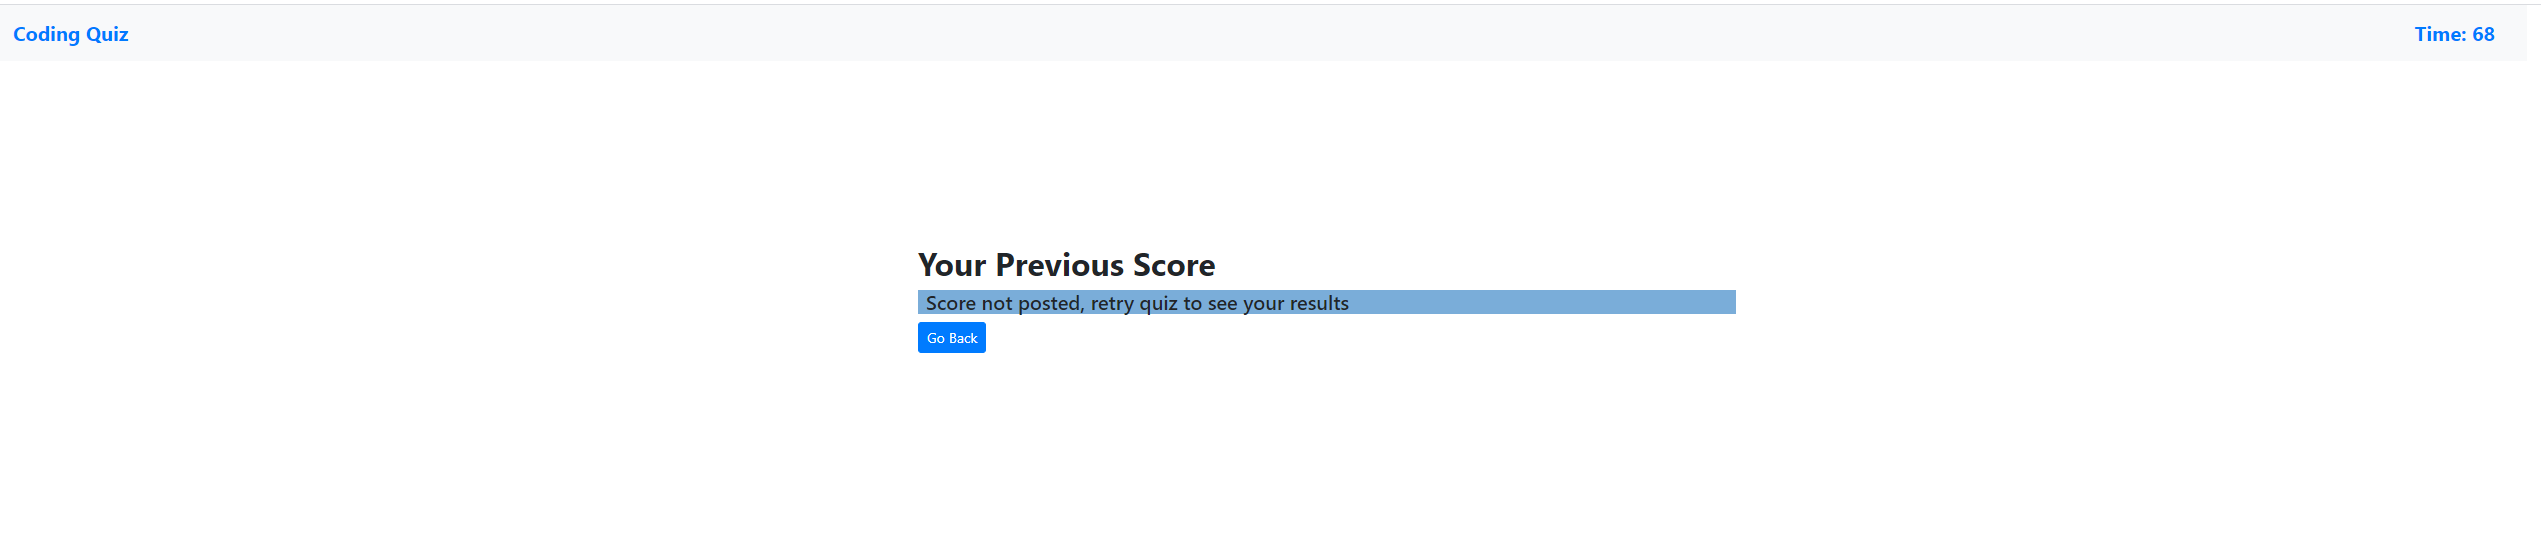 Coding Quiz
Time: 68
Your Previous Score
Score not posted, retry quiz to see your results
Go Back